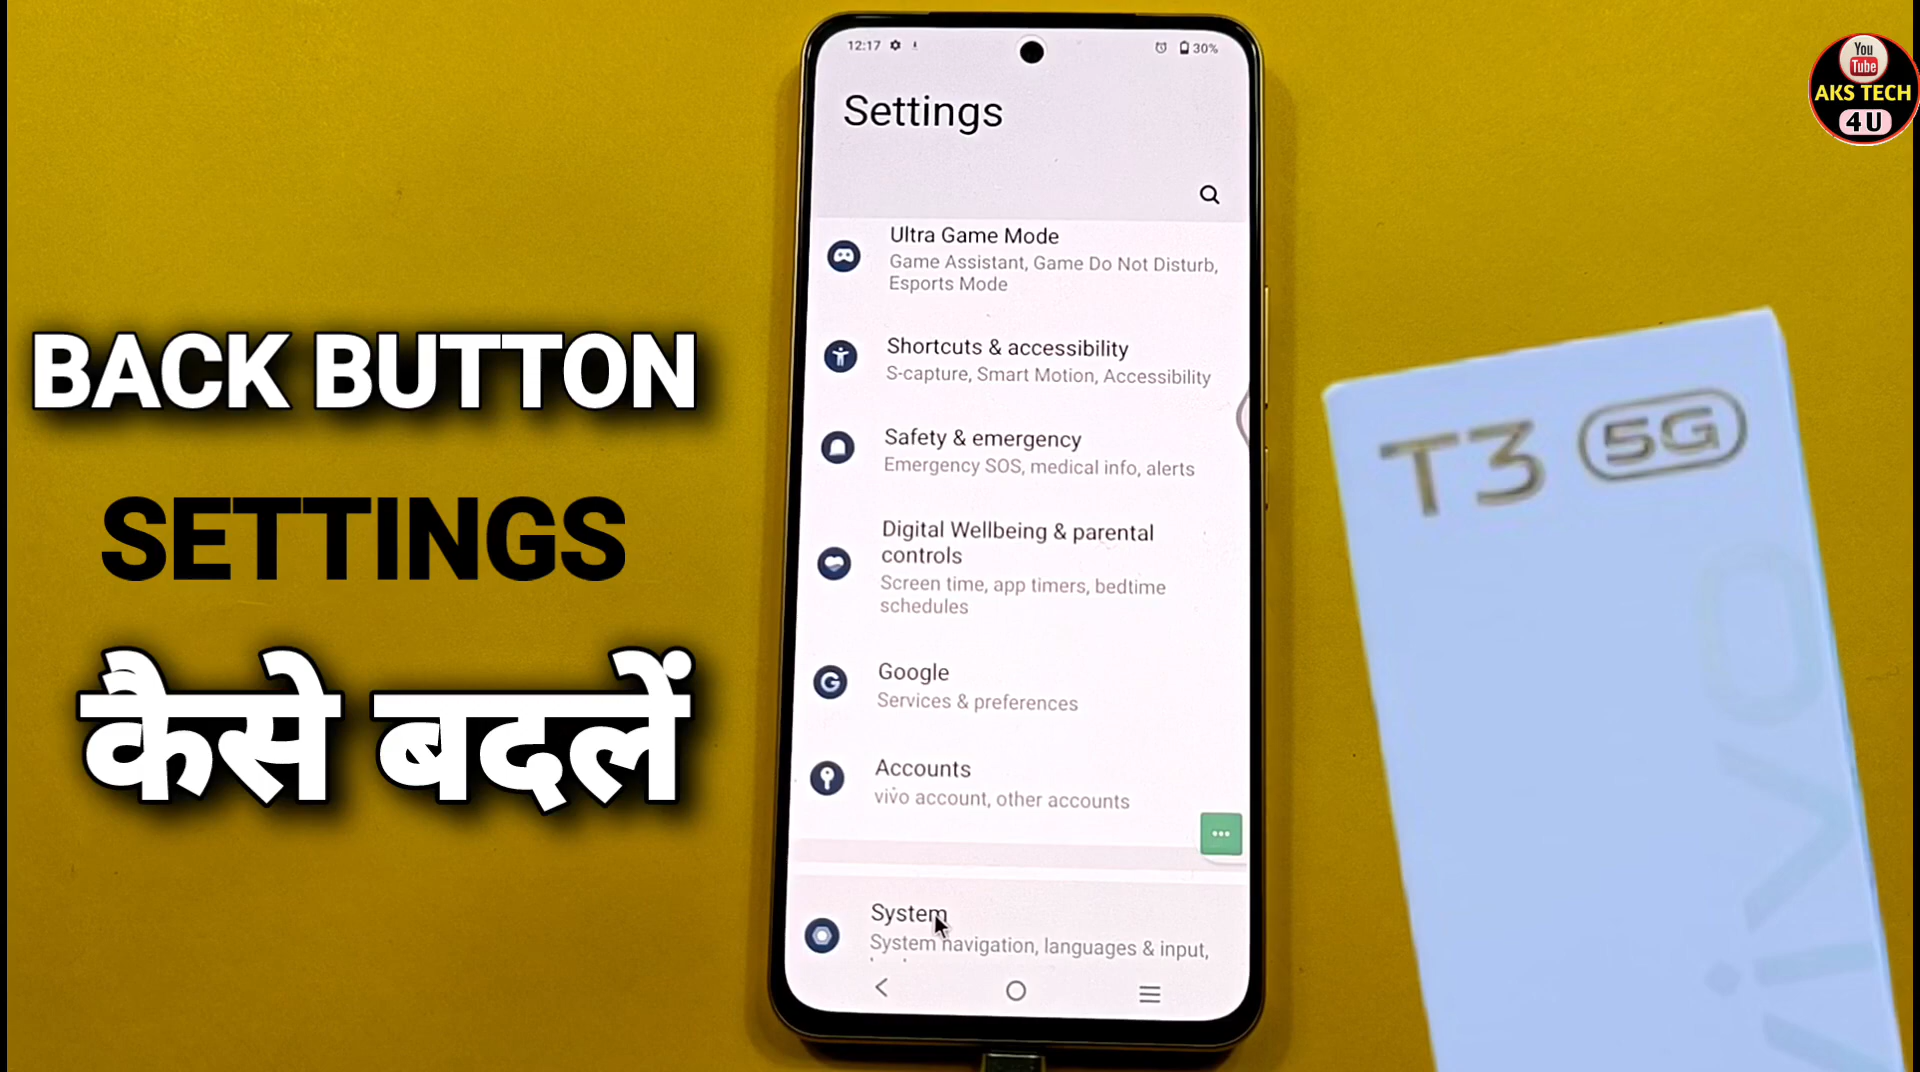 BACK BUTTON
SETTINGS
कैसे बदलें
12:17
30%
Settings
Ultra Game Mode
Game Assistant, Game Do Not Disturb,
Esports Mode
Shortcuts & accessibility
S-capture, Smart Motion, Accessibility
Safety & emergency
Emergency SOS, medical info, alerts
Digital Wellbeing & parental
controls
Screen time, app timers, bedtime
schedules
Google
Services & preferences
Accounts
vivo account, other accounts
System
System navigation, languages & input,
You
Tube
AKS TECH
4U
T3 5G
vivo